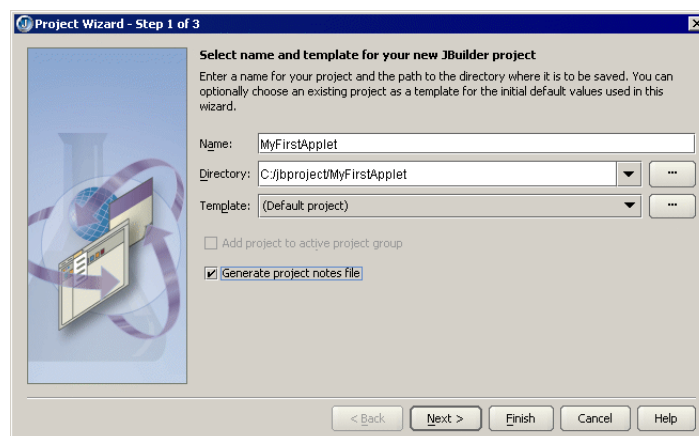 Project Wizard - Step 1 of 3
Select name and template for your new JBuilder project
Enter a name for your project and the path to the directory where it is to be saved. You can
optionally choose an existing project as a template for the initial default values used in this
wizard.
Name: MyFirstApplet
Directory: C:/jbproject/MyFirstApplet ...
Template: (Default project) ...
Add project to active project group
Generate project notes file
< Back Next > Finish Cancel Help